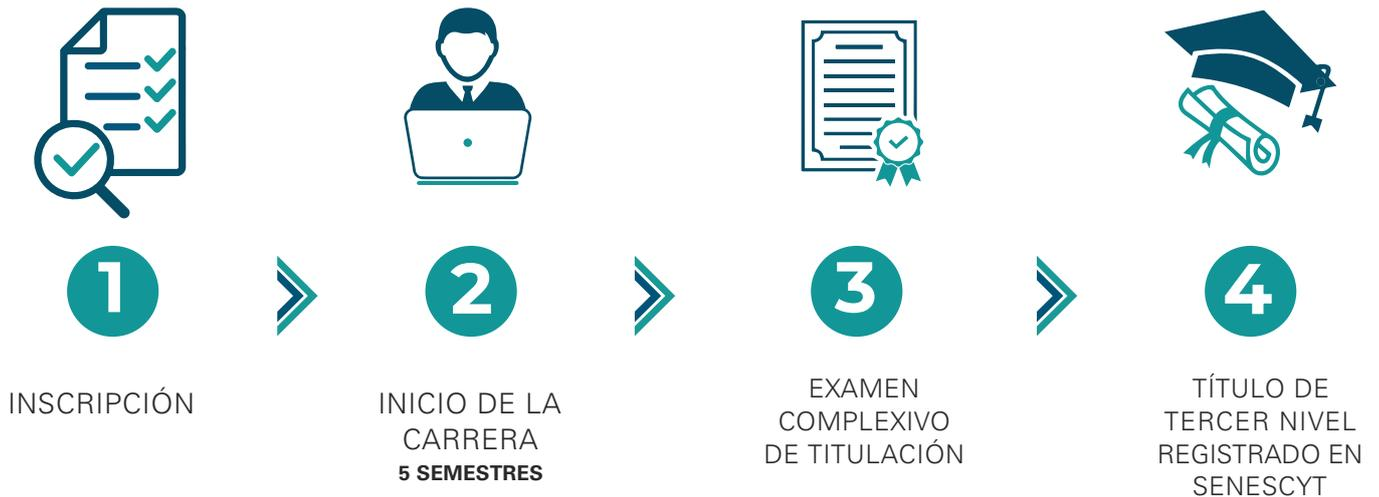 1
INSCRIPCIÓN
2
INICIO DE LA
CARRERA
5 SEMESTRES
3
EXAMEN
COMPLEXIVO
DE TITULACIÓN
4
TÍTULO DE
TERCER NIVEL
REGISTRADO EN
SENESCYT